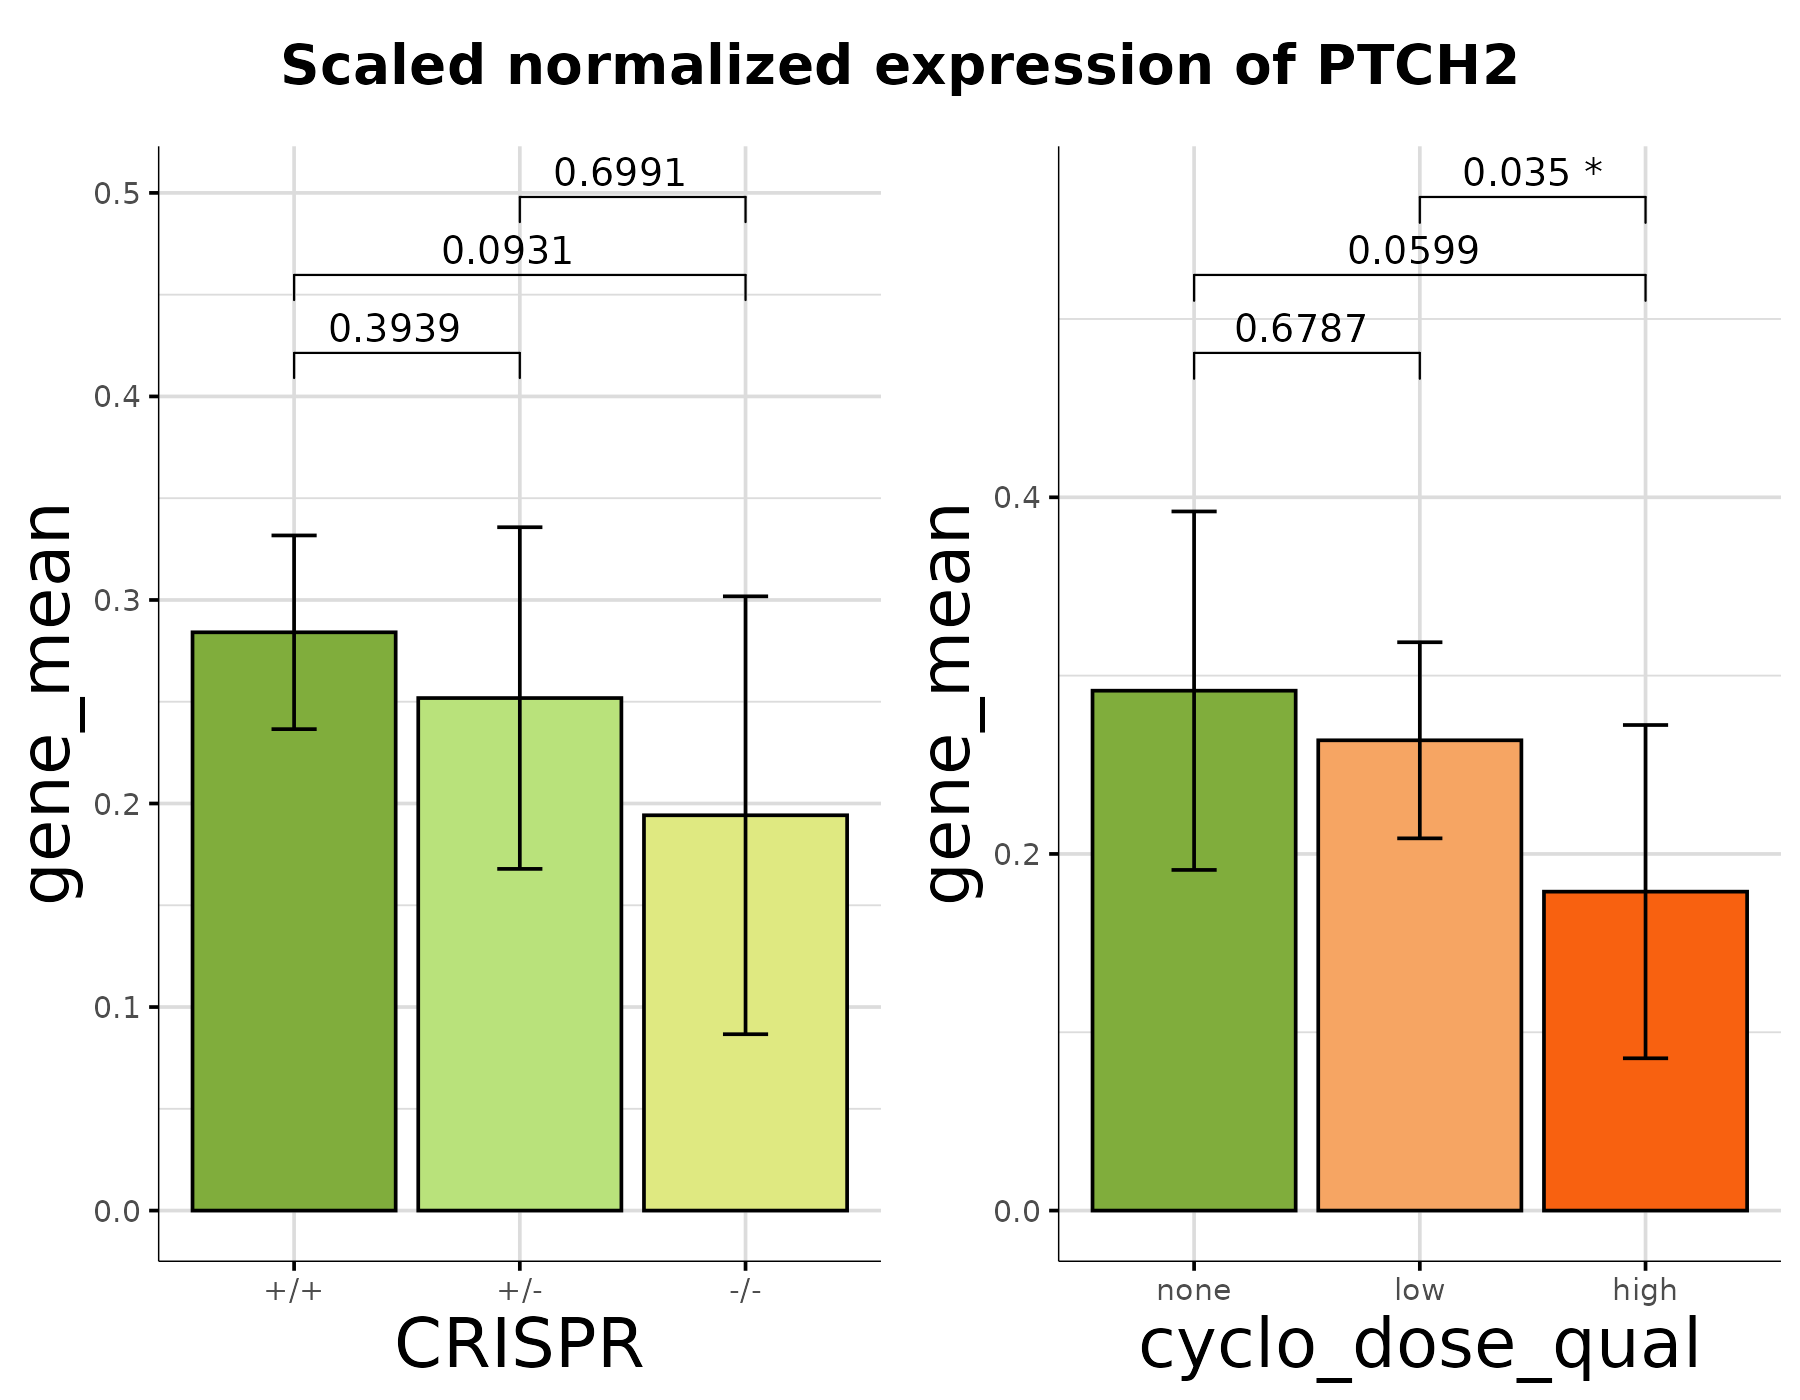 Scaled normalized expression of PTCH2
gene_mean
0.5
0.4
0.3
0.2
0.1
0.0
0.6991
0.0931
0.3939
+/+
+/-
-/-
CRISPR
gene_mean
0.4
0.2
0.0
0.035 *
0.0599
0.6787
none
low
high
cyclo_dose_qual